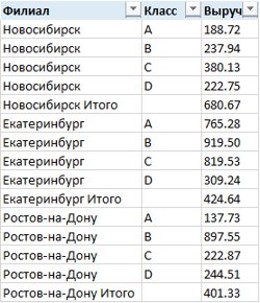 Филиал Класс Выруч
Новосибирск A 188.72
Новосибирск B 237.94
Новосибирск C 380.13
Новосибирск D 222.75
Новосибирск Итого 680.67
Екатеринбург A 765.28
Екатеринбург B 919.50
Екатеринбург C 819.53
Екатеринбург D 309.24
Екатеринбург Итого 424.64
Ростов-на-Дону A 137.73
Ростов-на-Дону B 897.55
Ростов-на-Дону C 222.87
Ростов-на-Дону D 244.51
Ростов-на-Дону Итого 401.33